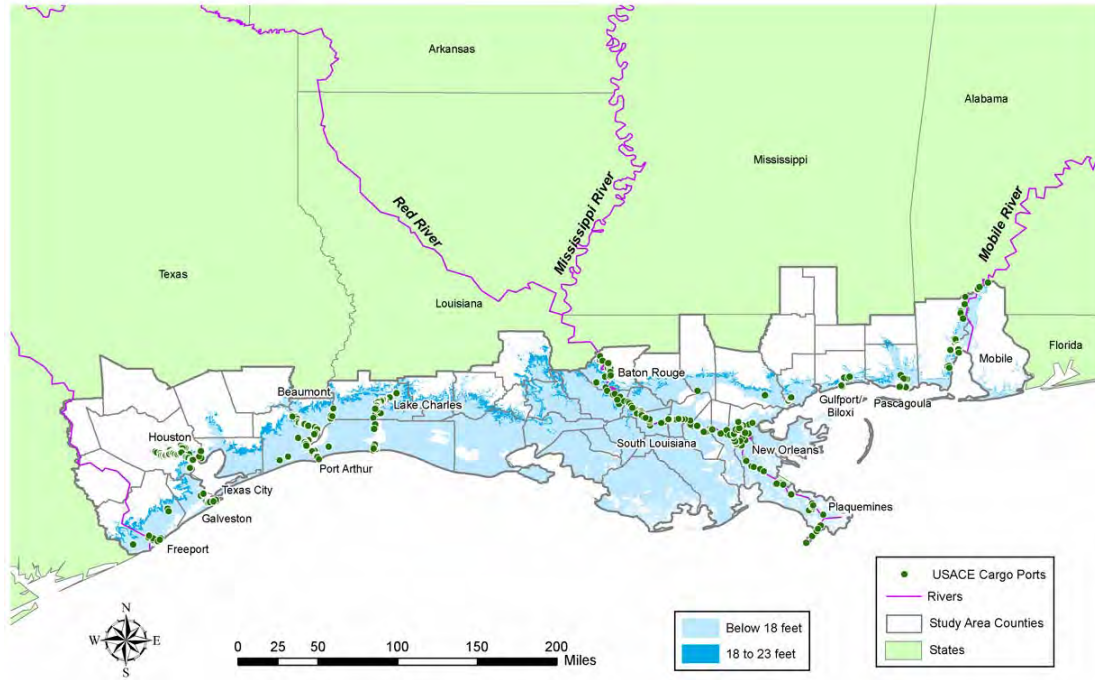 Arkansas
Alabama
Mississippi
Mississippi River
Red River
Mobile River
Texas
Louisiana
Florida
Mobile
Baton Rouge
Beaumont
Lake Charles
Gulfport/
Biloxi
Pascagoula
Houston
South Louisiana
New Orleans
Port Arthur
Texas City
Galveston
Plaquemines
Freeport
N
W E
S
0 25 50 100 150 200
Miles
Below 18 feet
18 to 23 feet
USACE Cargo Ports
Rivers
Study Area Counties
States